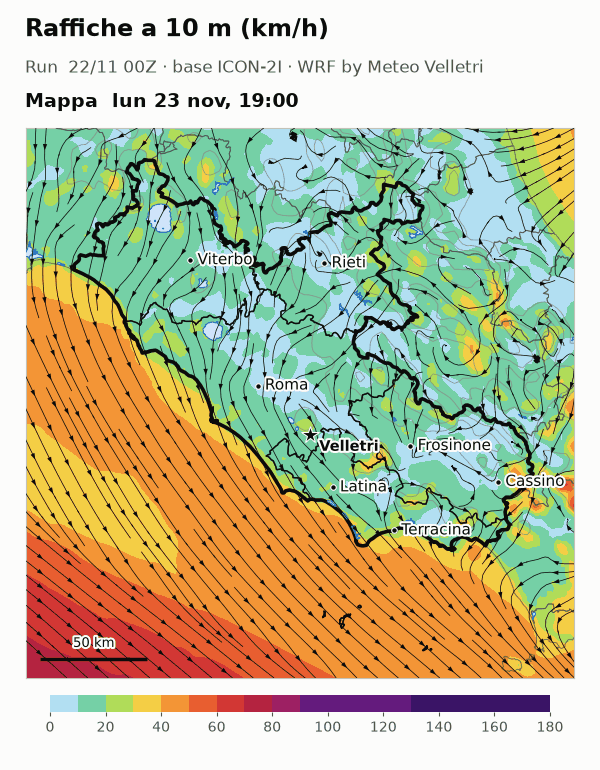 Raffiche a 10 m (km/h)
Run  22/11 00Z · base ICON-2I · WRF by Meteo Velletri
Mappa  lun 23 nov, 19:00
Viterbo
Rieti
Roma
Velletri
Frosinone
Cassino
Latina
Terracina
50 km
0 20 40 60 80 100 120 140 160 180